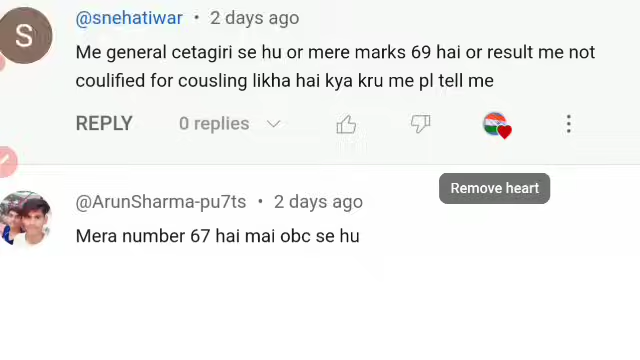 S
@snehatiwar • 2 days ago
Me general cetagiri se hu or mere marks 69 hai or result me not
coulified for cousling likha hai kya kru me pl tell me
REPLY 0 replies
Remove heart
@ArunSharma-pu7ts • 2 days ago
Mera number 67 hai mai obc se hu